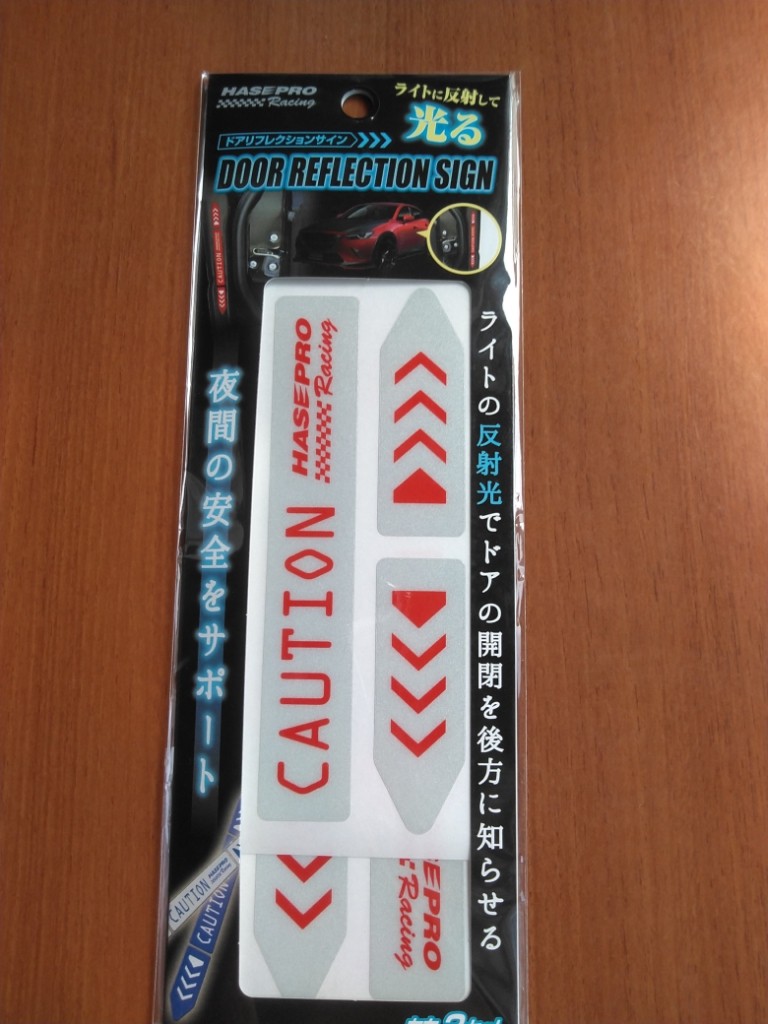 HASEPRO
Racing
ライトに反射して
光る
ドアリフレクションサイン
DOOR REFLECTION SIGN
CAUTION
ライトの反射光でドアの開閉を後方に知らせる
夜間の安全をサポート
CAUTION HASEPRO Racing
CAUTION
CAUTION
EPRO
Racing